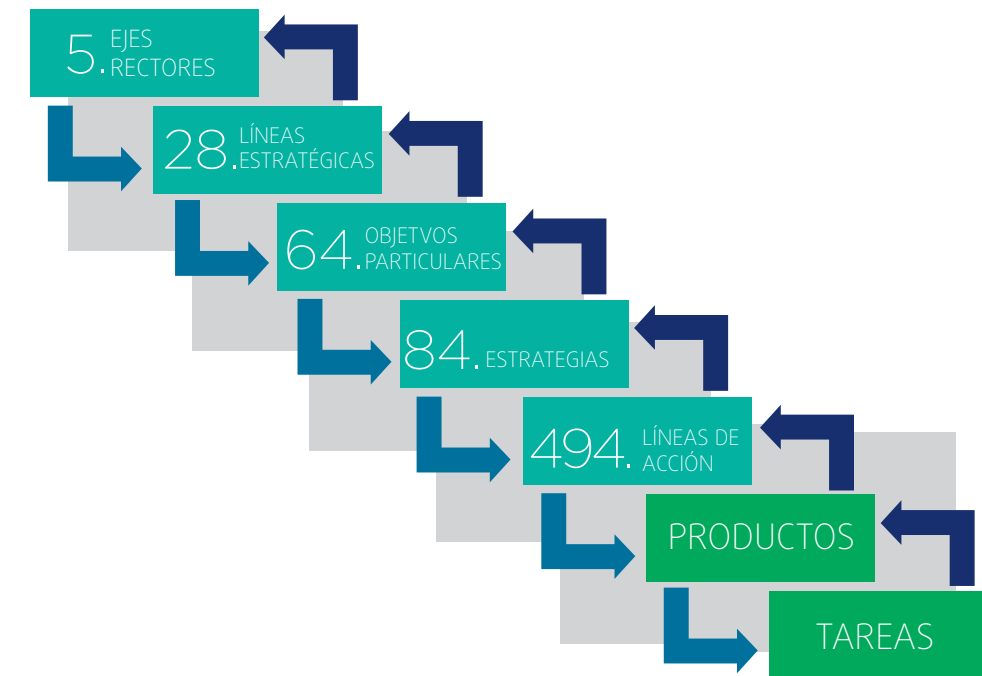 5. EJES
RECTORES
28. LÍNEAS
ESTRATÉGICAS
64. OBJETVOS
PARTICULARES
84. ESTRATEGIAS
494. LÍNEAS DE
ACCIÓN
PRODUCTOS
TAREAS